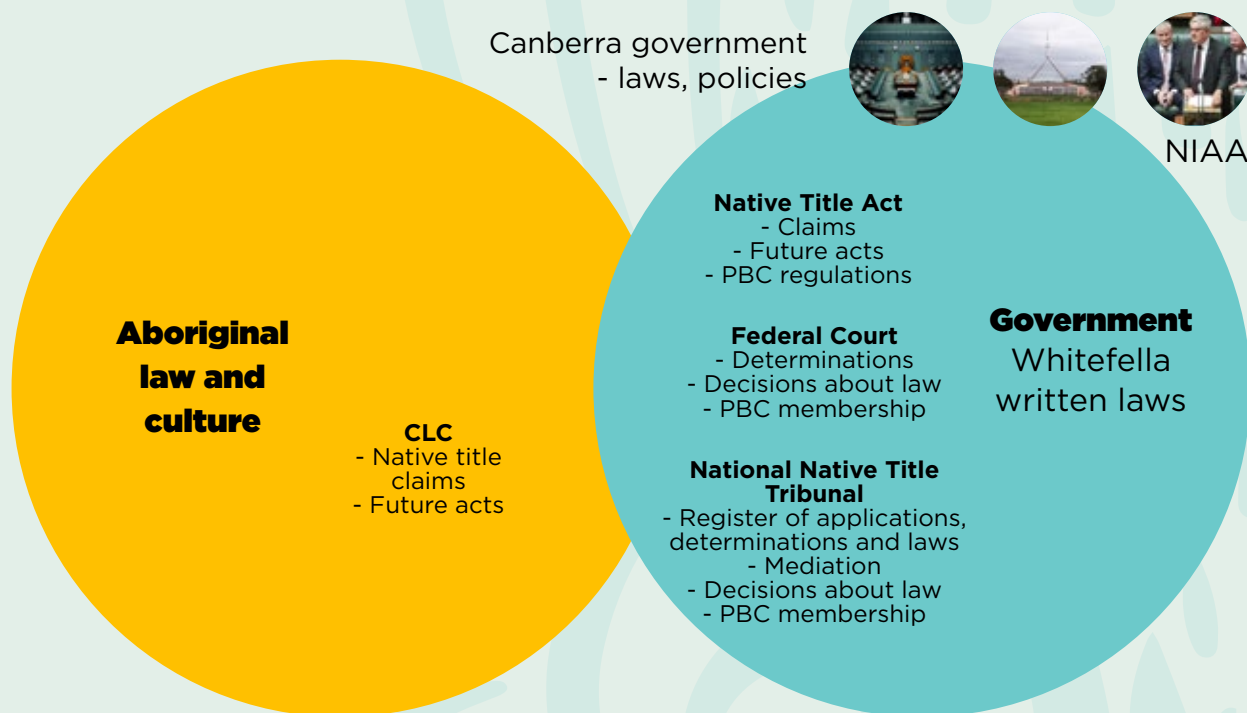 Canberra government
- laws, policies
NIAA
Aboriginal
law and
culture
CLC
- Native title
claims
- Future acts
Native Title Act
- Claims
- Future acts
- PBC regulations
Federal Court
- Determinations
- Decisions about law
- PBC membership
National Native Title
Tribunal
- Register of applications,
determinations and laws
- Mediation
- Decisions about law
- PBC membership
Government
Whitefella
written laws